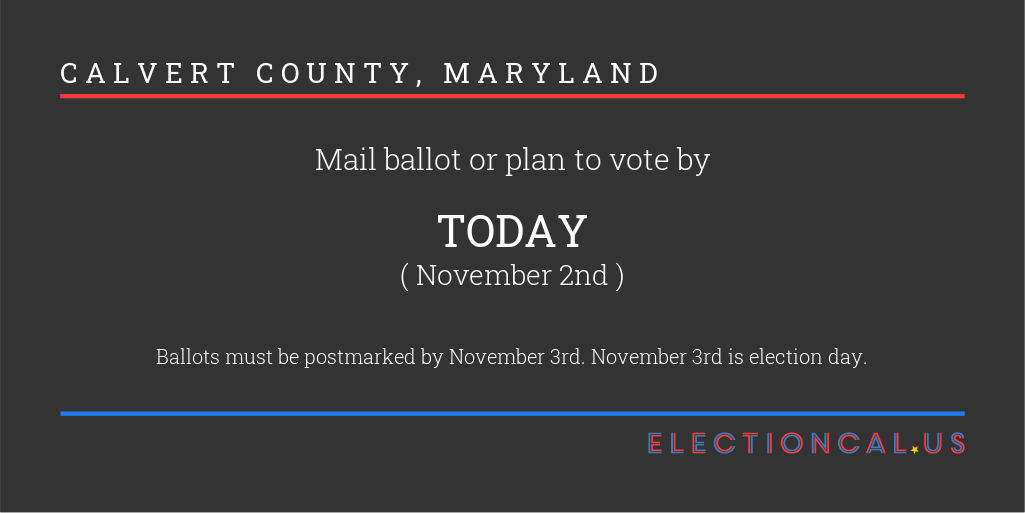 CALVERT COUNTY, MARYLAND
Mail ballot or plan to vote by
TODAY
( November 2nd )
Ballots must be postmarked by November 3rd. November 3rd is election day.
ELECTIONCAL.US